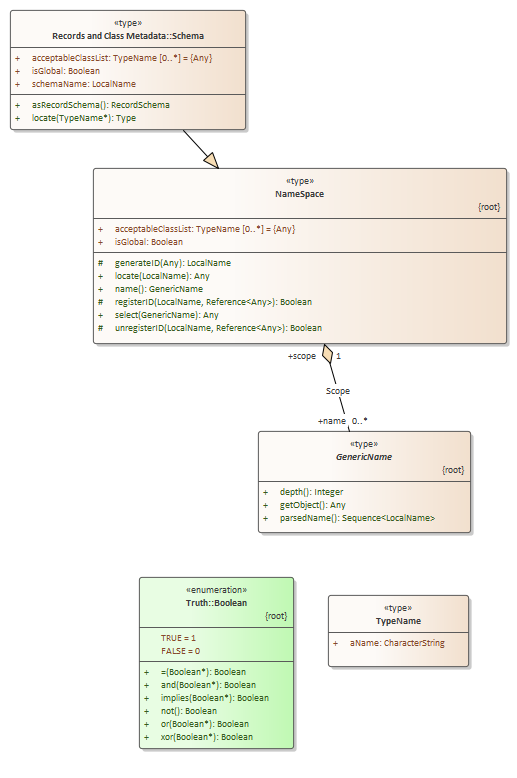 «type»
Records and Class Metadata::Schema
+ acceptableClassList: TypeName [0..*] = {Any}
+ isGlobal: Boolean
+ schemaName: LocalName
+ asRecordSchema(): RecordSchema
+ locate(TypeName*): Type
«type»
NameSpace
{root}
+ acceptableClassList: TypeName [0..*] = {Any}
+ isGlobal: Boolean
# generateID(Any): LocalName
+ locate(LocalName): Any
+ name(): GenericName
# registerID(LocalName, Reference<Any>): Boolean
+ select(GenericName): Any
# unregisterID(LocalName, Reference<Any>): Boolean
+scope 1
Scope
+name 0..*
«type»
GenericName
{root}
+ depth(): Integer
+ getObject(): Any
+ parsedName(): Sequence<LocalName>
«enumeration»
Truth::Boolean
{root}
TRUE = 1
FALSE = 0
+ =(Boolean*): Boolean
+ and(Boolean*): Boolean
+ implies(Boolean*): Boolean
+ not(): Boolean
+ or(Boolean*): Boolean
+ xor(Boolean*): Boolean
«type»
TypeName
+ aName: CharacterString